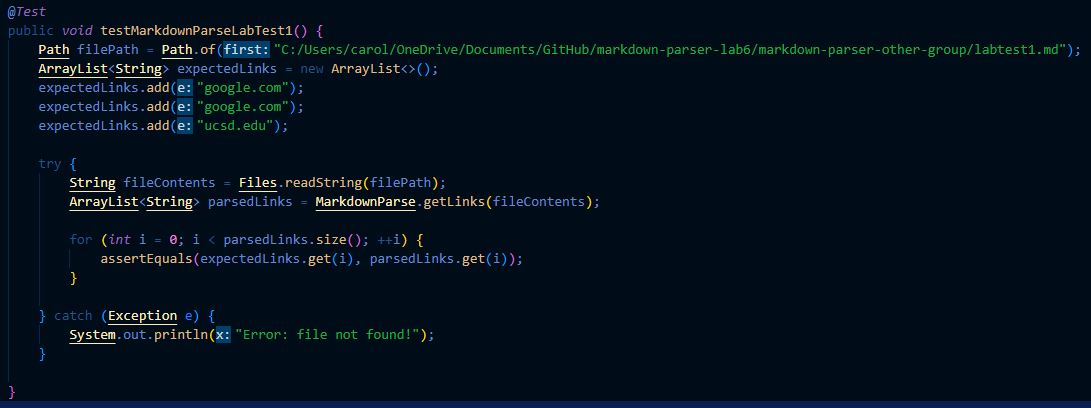 @Test
public void testMarkdownParseLabTest1() {
Path filePath = Path.of(first: "C:/Users/carol/OneDrive/Documents/GitHub/markdown-parser-lab6/markdown-parser-other-group/labtest1.md");
ArrayList<String> expectedLinks = new ArrayList<>();
expectedLinks.add(e: "google.com");
expectedLinks.add(e: "google.com");
expectedLinks.add(e: "ucsd.edu");
try {
String fileContents = Files.readString(filePath);
ArrayList<String> parsedLinks = MarkdownParse.getLinks(fileContents);
for (int i = 0; i < parsedLinks.size(); ++i) {
assertEquals(expectedLinks.get(i), parsedLinks.get(i));
}
} catch (Exception e) {
System.out.println(x: "Error: file not found!");
}
}